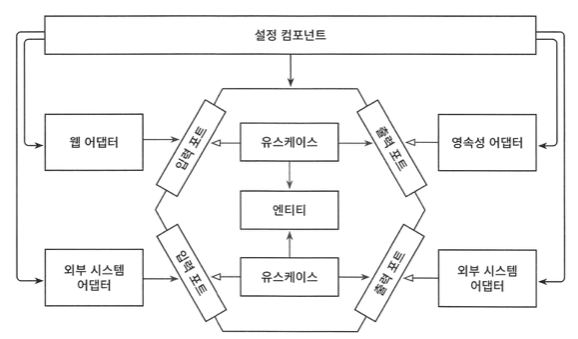 설정 컴포넌트
웹 어댑터
입력 포트
유스케이스
출력 포트
영속성 어댑터
엔티티
외부 시스템
어댑터
입력 포트
유스케이스
출력 포트
외부 시스템
어댑터